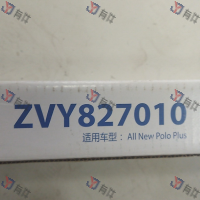 ZVY827010
适用车型： All New Polo Plus